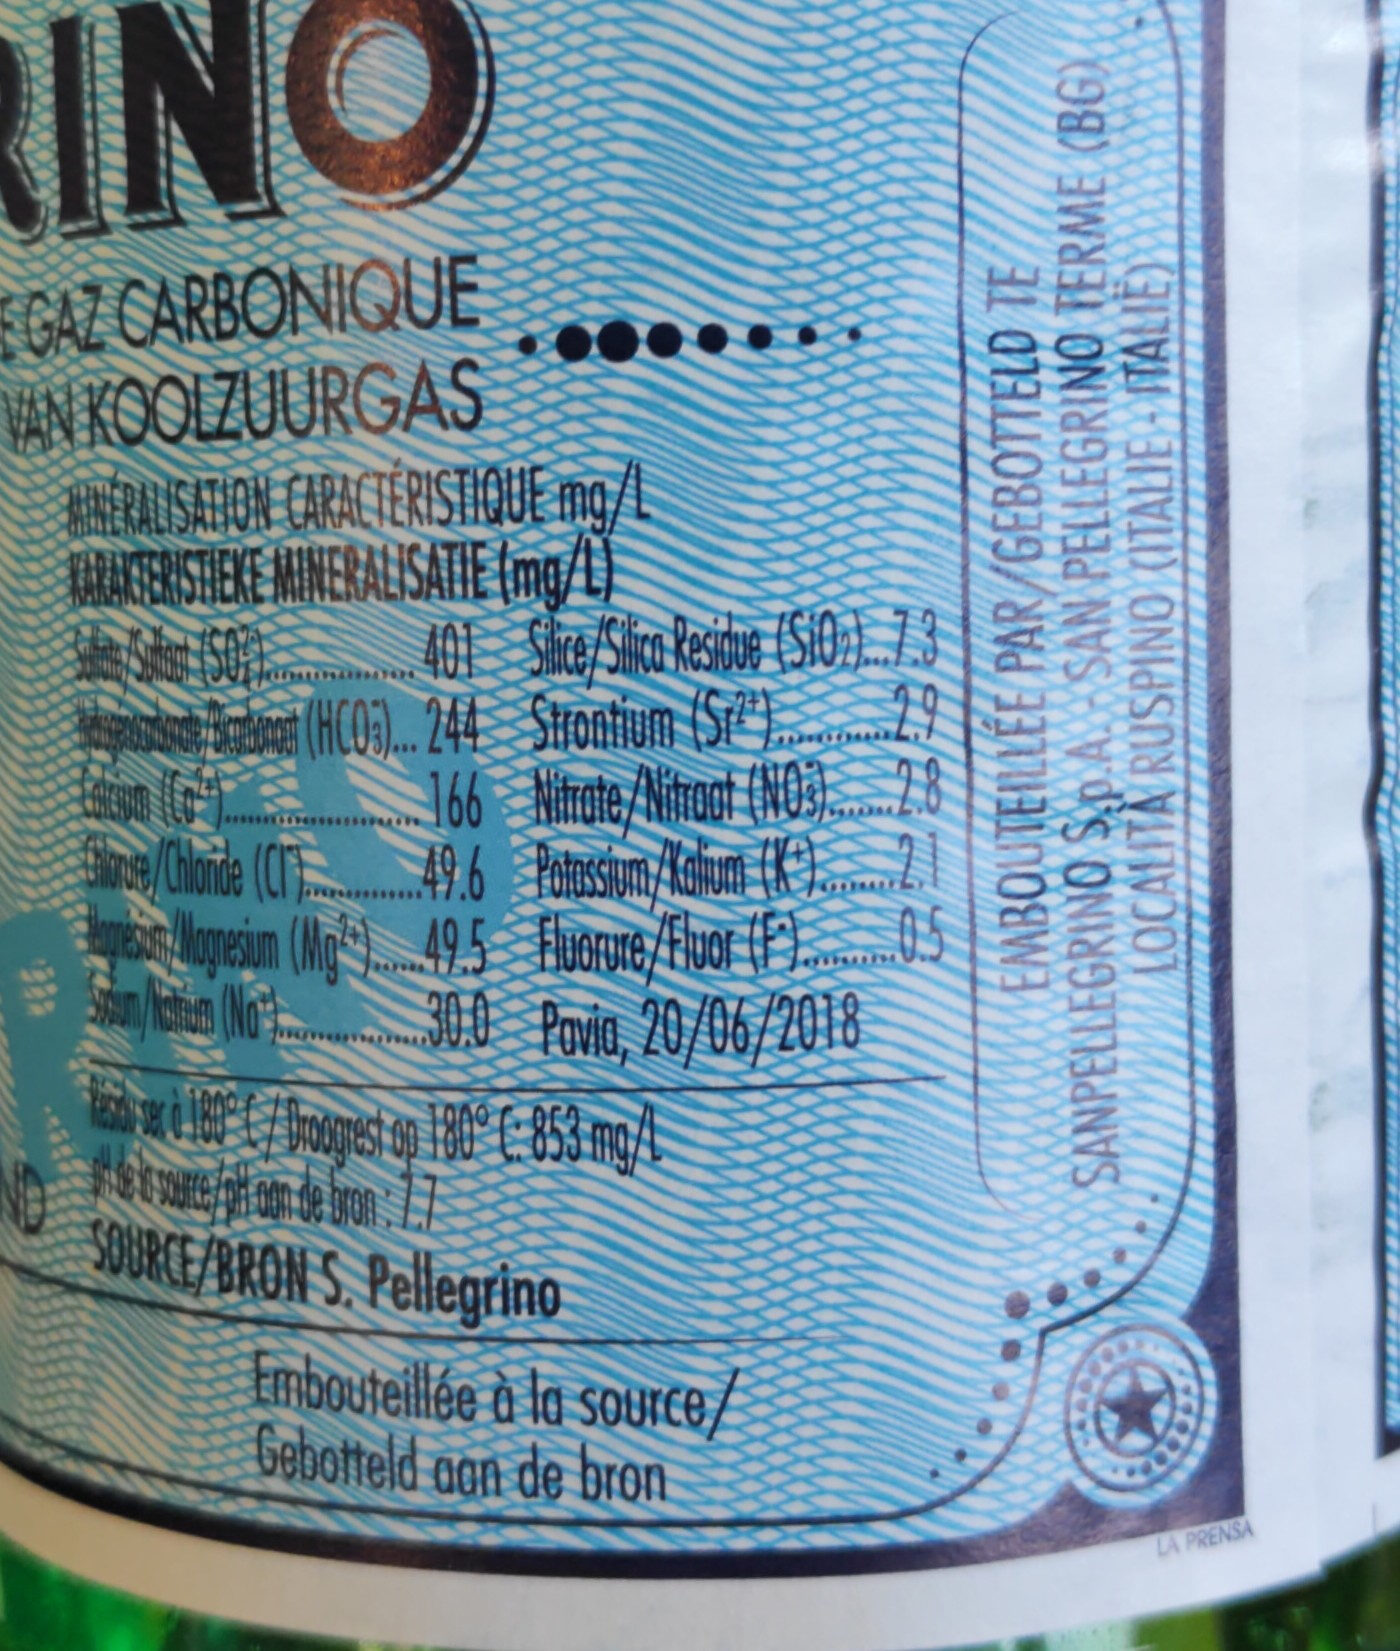 RINO
E GAZ CARBONIQUE
VAN KOOLZUURGAS
MINÉRALISATION CARACTÉRISTIQUE mg/L
KARAKTERISTIEKE MINERALISATIE (mg/L)
Sulfate/Sulfaat (SO₄²⁻)............... 401 Silice/Silica Residue (SiO₂)...7.3
Hydrogénocarbonate/Bicarbonaat (HCO₃⁻)... 244 Strontium (Sr²⁺)............2.9
Calcium (Ca²⁺)................... 166 Nitrate/Nitraat (NO₃⁻).......2.8
Chlorure/Chloride (Cl⁻)............49.6 Potassium/Kalium (K⁺)........2.1
Magnésium/Magnesium (Mg²⁺)......49.5 Fluorure/Fluor (F⁻)..........0.5
Sodium/Natrium (Na⁺)...............30.0 Pavia, 20/06/2018
Résidu sec à 180° C / Droogrest op 180° C: 853 mg/L
pH de la source/pH aan de bron : 7.7
ND
SOURCE/BRON S. Pellegrino
Embouteillée à la source/
Gebotteld aan de bron
EMBOUTEILLÉE PAR/GEBOTTELD TE
SANPELLEGRINO S.p.A. - SAN PELLEGRINO TERME (BG)
LOCALITÀ RUSPINO (ITALIE - ITALIË)
LA PRENSA